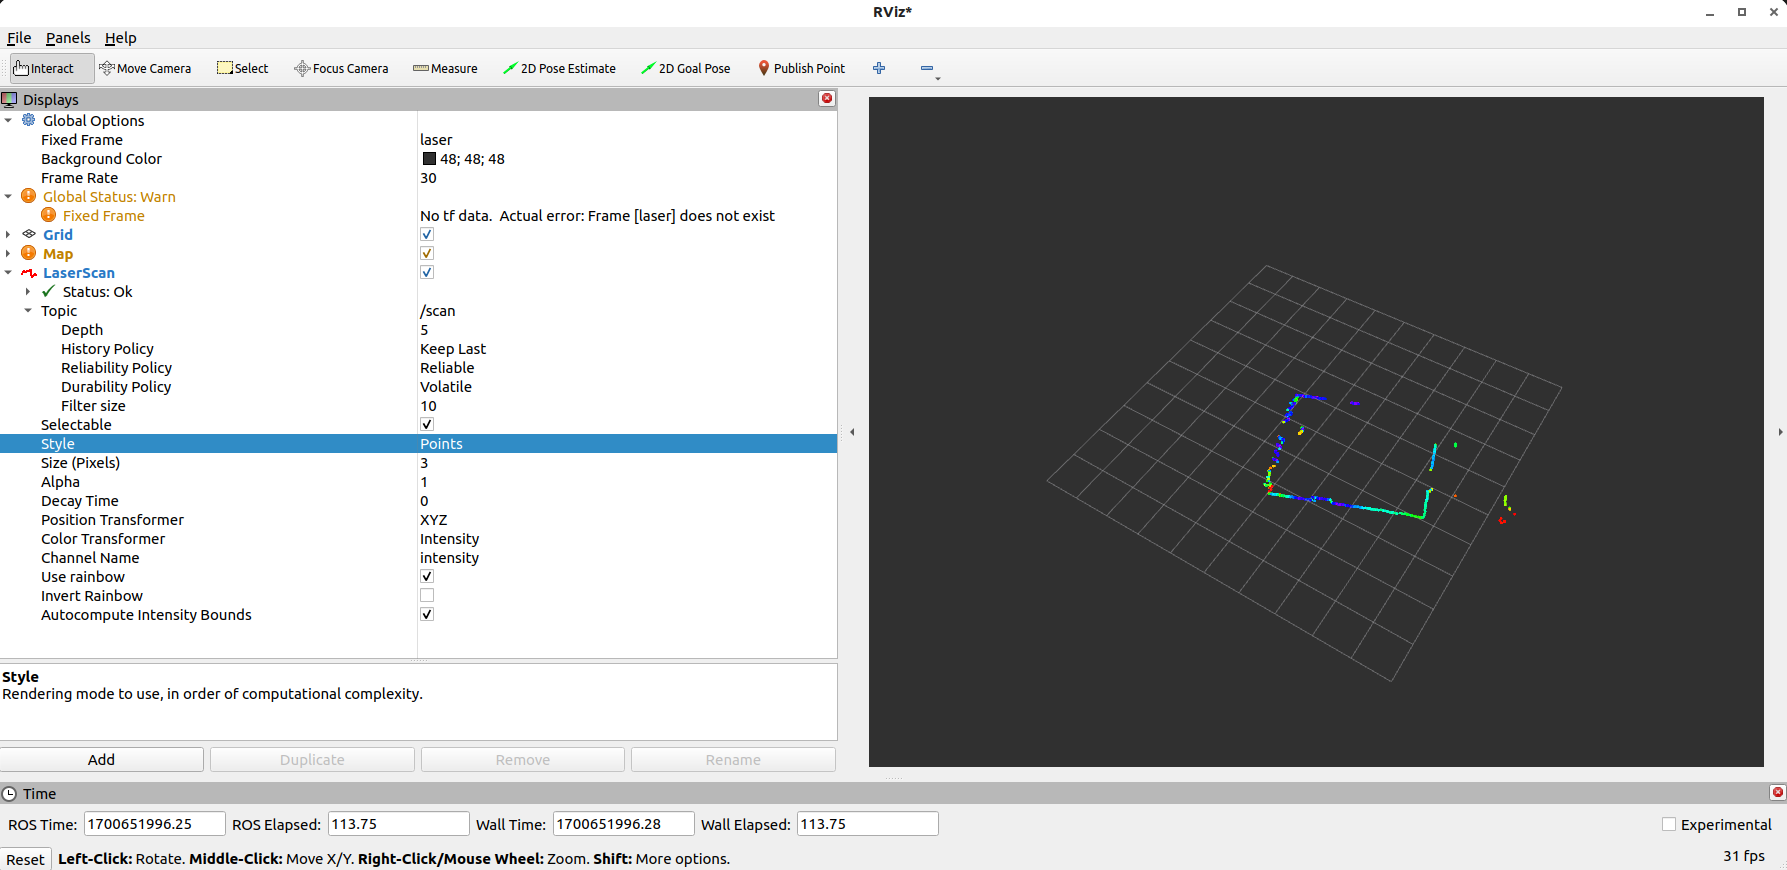 RViz*
File Panels Help
Interact Move Camera Select Focus Camera Measure 2D Pose Estimate 2D Goal Pose Publish Point
Displays
Global Options
Fixed Frame laser
Background Color 48; 48; 48
Frame Rate 30
Global Status: Warn
Fixed Frame No tf data.  Actual error: Frame [laser] does not exist
Grid
Map
LaserScan
Status: Ok
Topic /scan
Depth 5
History Policy Keep Last
Reliability Policy Reliable
Durability Policy Volatile
Filter size 10
Selectable
Style Points
Size (Pixels) 3
Alpha 1
Decay Time 0
Position Transformer XYZ
Color Transformer Intensity
Channel Name intensity
Use rainbow
Invert Rainbow
Autocompute Intensity Bounds
Style
Rendering mode to use, in order of computational complexity.
Add Duplicate Remove Rename
Time
ROS Time: 1700651996.25 ROS Elapsed: 113.75 Wall Time: 1700651996.28 Wall Elapsed: 113.75 Experimental
Reset Left-Click: Rotate. Middle-Click: Move X/Y. Right-Click/Mouse Wheel: Zoom. Shift: More options. 31 fps